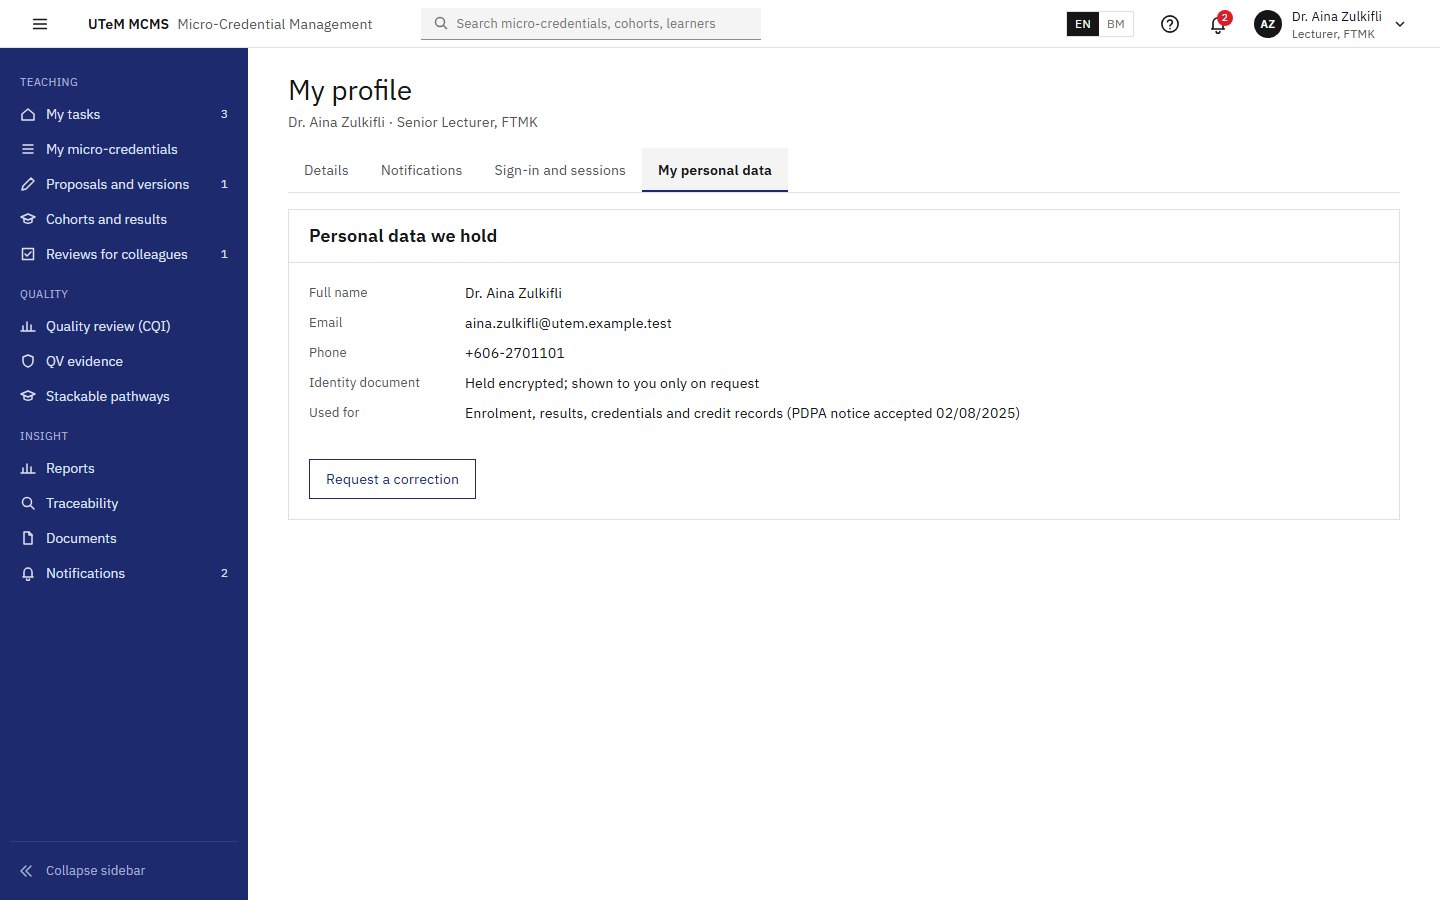 UTeM MCMS Micro-Credential Management
Search micro-credentials, cohorts, learners
EN BM
2
AZ
Dr. Aina Zulkifli
Lecturer, FTMK
TEACHING
My tasks 3
My micro-credentials
Proposals and versions 1
Cohorts and results
Reviews for colleagues 1
QUALITY
Quality review (CQI)
QV evidence
Stackable pathways
INSIGHT
Reports
Traceability
Documents
Notifications 2
Collapse sidebar
My profile
Dr. Aina Zulkifli · Senior Lecturer, FTMK
Details Notifications Sign-in and sessions My personal data
Personal data we hold
Full name Dr. Aina Zulkifli
Email aina.zulkifli@utem.example.test
Phone +606-2701101
Identity document Held encrypted; shown to you only on request
Used for Enrolment, results, credentials and credit records (PDPA notice accepted 02/08/2025)
Request a correction